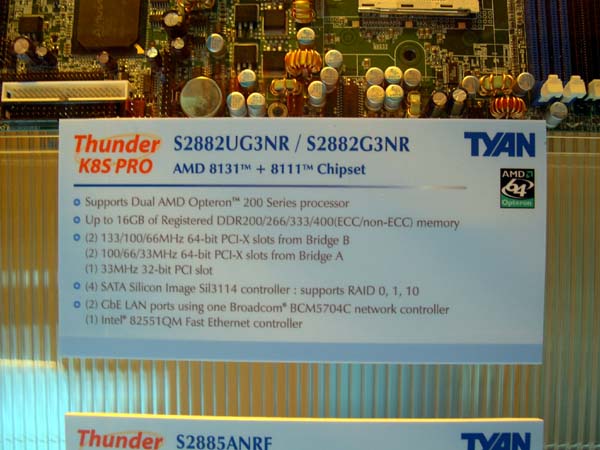 Thunder K8S PRO
S2882UG3NR / S2882G3NR
TYAN
AMD 8131™ + 8111™ Chipset
AMD 64 Opteron
Supports Dual AMD Opteron™ 200 Series processor
Up to 16GB of Registered DDR200/266/333/400(ECC/non-ECC) memory
(2) 133/100/66MHz 64-bit PCI-X slots from Bridge B
(2) 100/66/33MHz 64-bit PCI-X slots from Bridge A
(1) 33MHz 32-bit PCI slot
(4) SATA Silicon Image Sil3114 controller : supports RAID 0, 1, 10
(2) GbE LAN ports using one Broadcom® BCM5704C network controller
(1) Intel® 82551QM Fast Ethernet controller
Thunder
S2885ANRF
TYAN